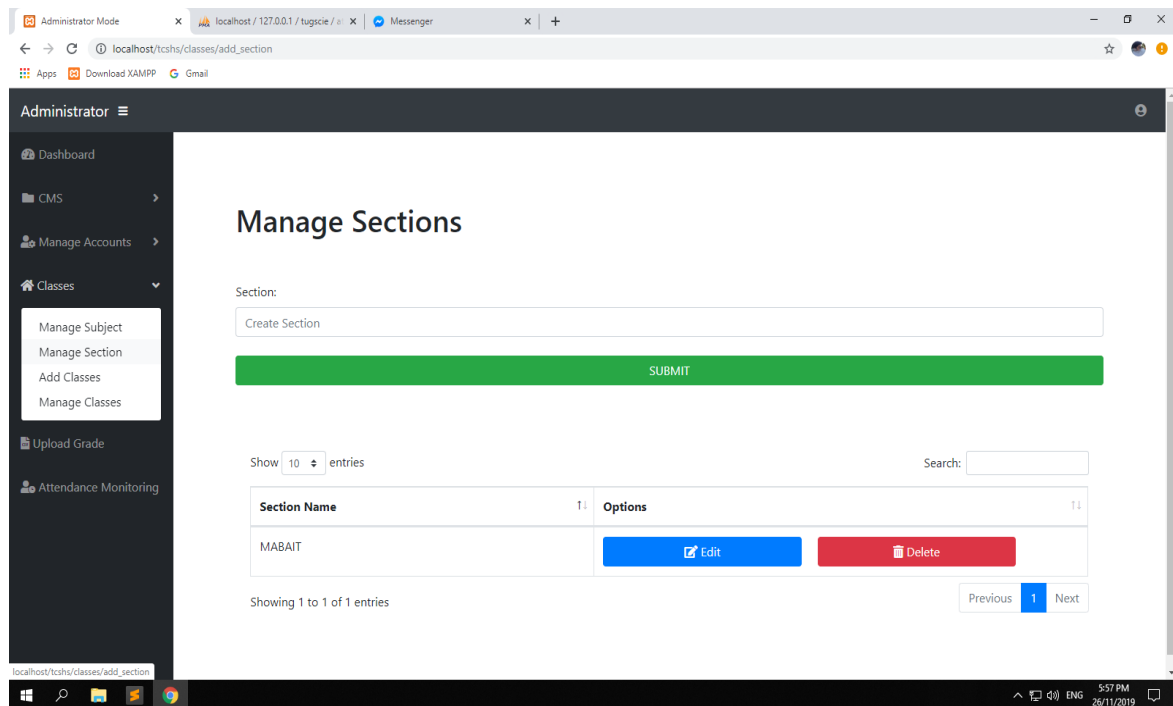 Administrator Mode
localhost / 127.0.0.1 / tugscie / a
Messenger
localhost/tcshs/classes/add_section
Apps
Download XAMPP
Gmail
Administrator
Dashboard
CMS
Manage Accounts
Classes
Manage Subject
Manage Section
Add Classes
Manage Classes
Upload Grade
Attendance Monitoring
Manage Sections
Section:
Create Section
SUBMIT
Show 10 entries
Search:
Section Name
Options
MABAIT
Edit
Delete
Showing 1 to 1 of 1 entries
Previous 1 Next
localhost/tcshs/classes/add_section
ENG
5:57 PM
26/11/2019